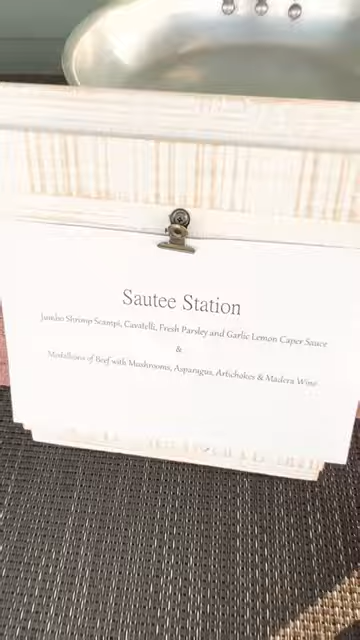 Sautee Station
Jumbo Shrimp Scampi, Cavatelli, Fresh Parsley and Garlic Lemon Caper Sauce
&
Medallions of Beef with Mushrooms, Asparagus, Artichokes & Madera Wine